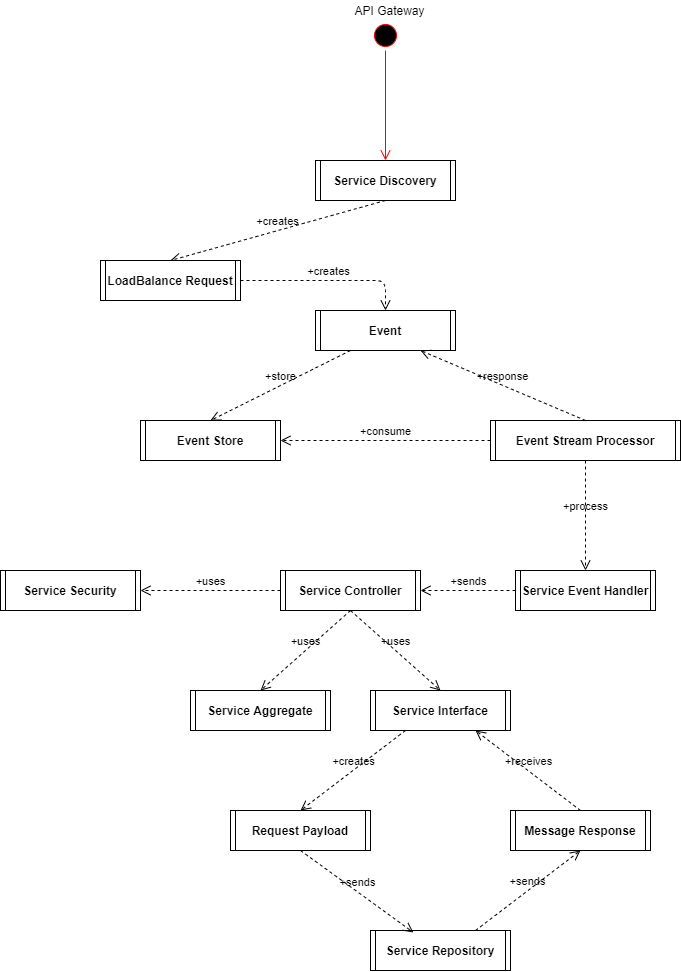 API Gateway
Service Discovery
+creates
LoadBalance Request
+creates
Event
+store
+response
Event Store
+consume
Event Stream Processor
+process
Service Security
+uses
Service Controller
+sends
Service Event Handler
+uses
+uses
Service Aggregate
Service Interface
+creates
+receives
Request Payload
Message Response
+sends
+sends
Service Repository